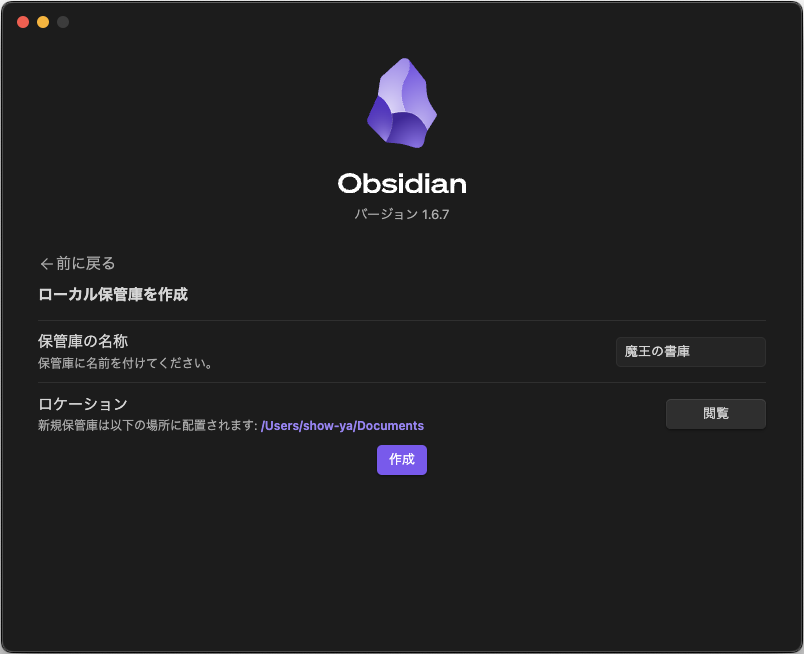 Obsidian
バージョン 1.6.7
←前に戻る
ローカル保管庫を作成
保管庫の名称
保管庫に名前を付けてください。
魔王の書庫
ロケーション
新規保管庫は以下の場所に配置されます: /Users/show-ya/Documents
閲覧
作成